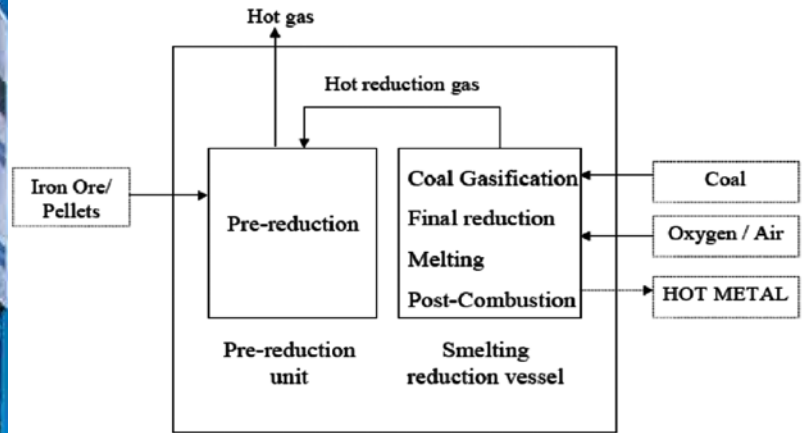 Hot gas
Hot reduction gas
Iron Ore/
Pellets
Pre-reduction
Coal Gasification
Final reduction
Melting
Post-Combustion
Coal
Oxygen / Air
HOT METAL
Pre-reduction
unit
Smelting
reduction vessel